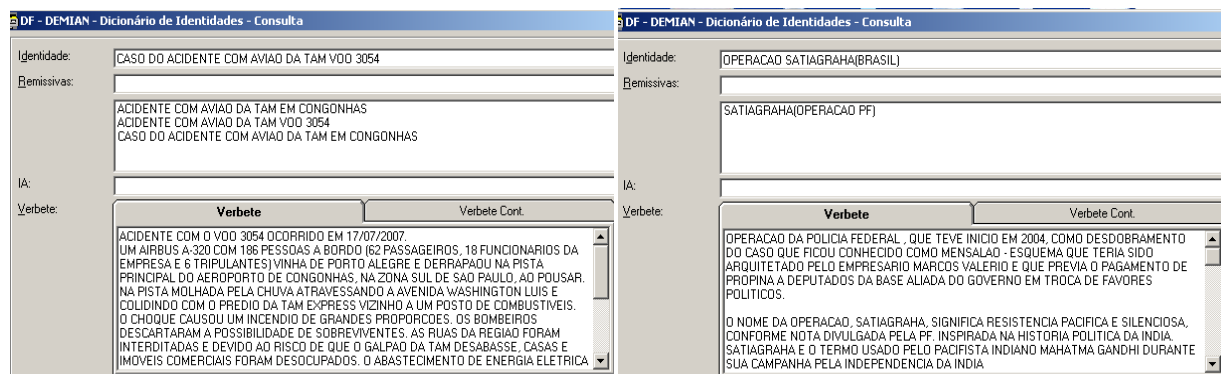 DF - DEMIAN - Dicionário de Identidades - Consulta
Identidade:
CASO DO ACIDENTE COM AVIAO DA TAM VOO 3054
Remissivas:
ACIDENTE COM AVIAO DA TAM EM CONGONHAS
ACIDENTE COM AVIAO DA TAM VOO 3054
CASO DO ACIDENTE COM AVIAO DA TAM EM CONGONHAS
IA:
Verbete:
Verbete
Verbete Cont.
ACIDENTE COM O VOO 3054 OCORRIDO EM 17/07/2007.
UM AIRBUS A-320 COM 186 PESSOAS A BORDO (62 PASSAGEIROS, 18 FUNCIONARIOS DA
EMPRESA E 6 TRIPULANTES) VINHA DE PORTO ALEGRE E DERRAPAOU NA PISTA
PRINCIPAL DO AEROPORTO DE CONGONHAS, NA ZONA SUL DE SAO PAULO, AO POUSAR.
NA PISTA MOLHADA PELA CHUVA ATRAVESSANDO A AVENIDA WASHINGTON LUIS E
COLIDINDO COM O PREDIO DA TAM EXPRESS VIZINHO A UM POSTO DE COMBUSTIVEIS.
O CHOQUE CAUSOU UM INCENDIO DE GRANDES PROPORCOES. OS BOMBEIROS
DESCARTARAM A POSSIBILIDADE DE SOBREVIVENTES. AS RUAS DA REGIAO FORAM
INTERDITADAS E DEVIDO AO RISCO DE QUE O GALPAO DA TAM DESABASSE, CASAS E
IMOVEIS COMERCIAIS FORAM DESOCUPADOS. O ABASTECIMENTO DE ENERGIA ELETRICA
DF - DEMIAN - Dicionário de Identidades - Consulta
Identidade:
OPERACAO SATIAGRAHA(BRASIL)
Remissivas:
SATIAGRAHA(OPERACAO PF)
IA:
Verbete:
Verbete
Verbete Cont.
OPERACAO DA POLICIA FEDERAL , QUE TEVE INICIO EM 2004, COMO DESDOBRAMENTO
DO CASO QUE FICOU CONHECIDO COMO MENSALAO - ESQUEMA QUE TERIA SIDO
ARQUITETADO PELO EMPRESARIO MARCOS VALERIO E QUE PREVIA O PAGAMENTO DE
PROPINA A DEPUTADOS DA BASE ALIADA DO GOVERNO EM TROCA DE FAVORES
POLITICOS.
O NOME DA OPERACAO, SATIAGRAHA, SIGNIFICA RESISTENCIA PACIFICA E SILENCIOSA,
CONFORME NOTA DIVULGADA PELA PF. INSPIRADA NA HISTORIA POLITICA DA INDIA.
SATIAGRAHA E O TERMO USADO PELO PACIFISTA INDIANO MAHATMA GANDHI DURANTE
SUA CAMPANHA PELA INDEPENDENCIA DA INDIA